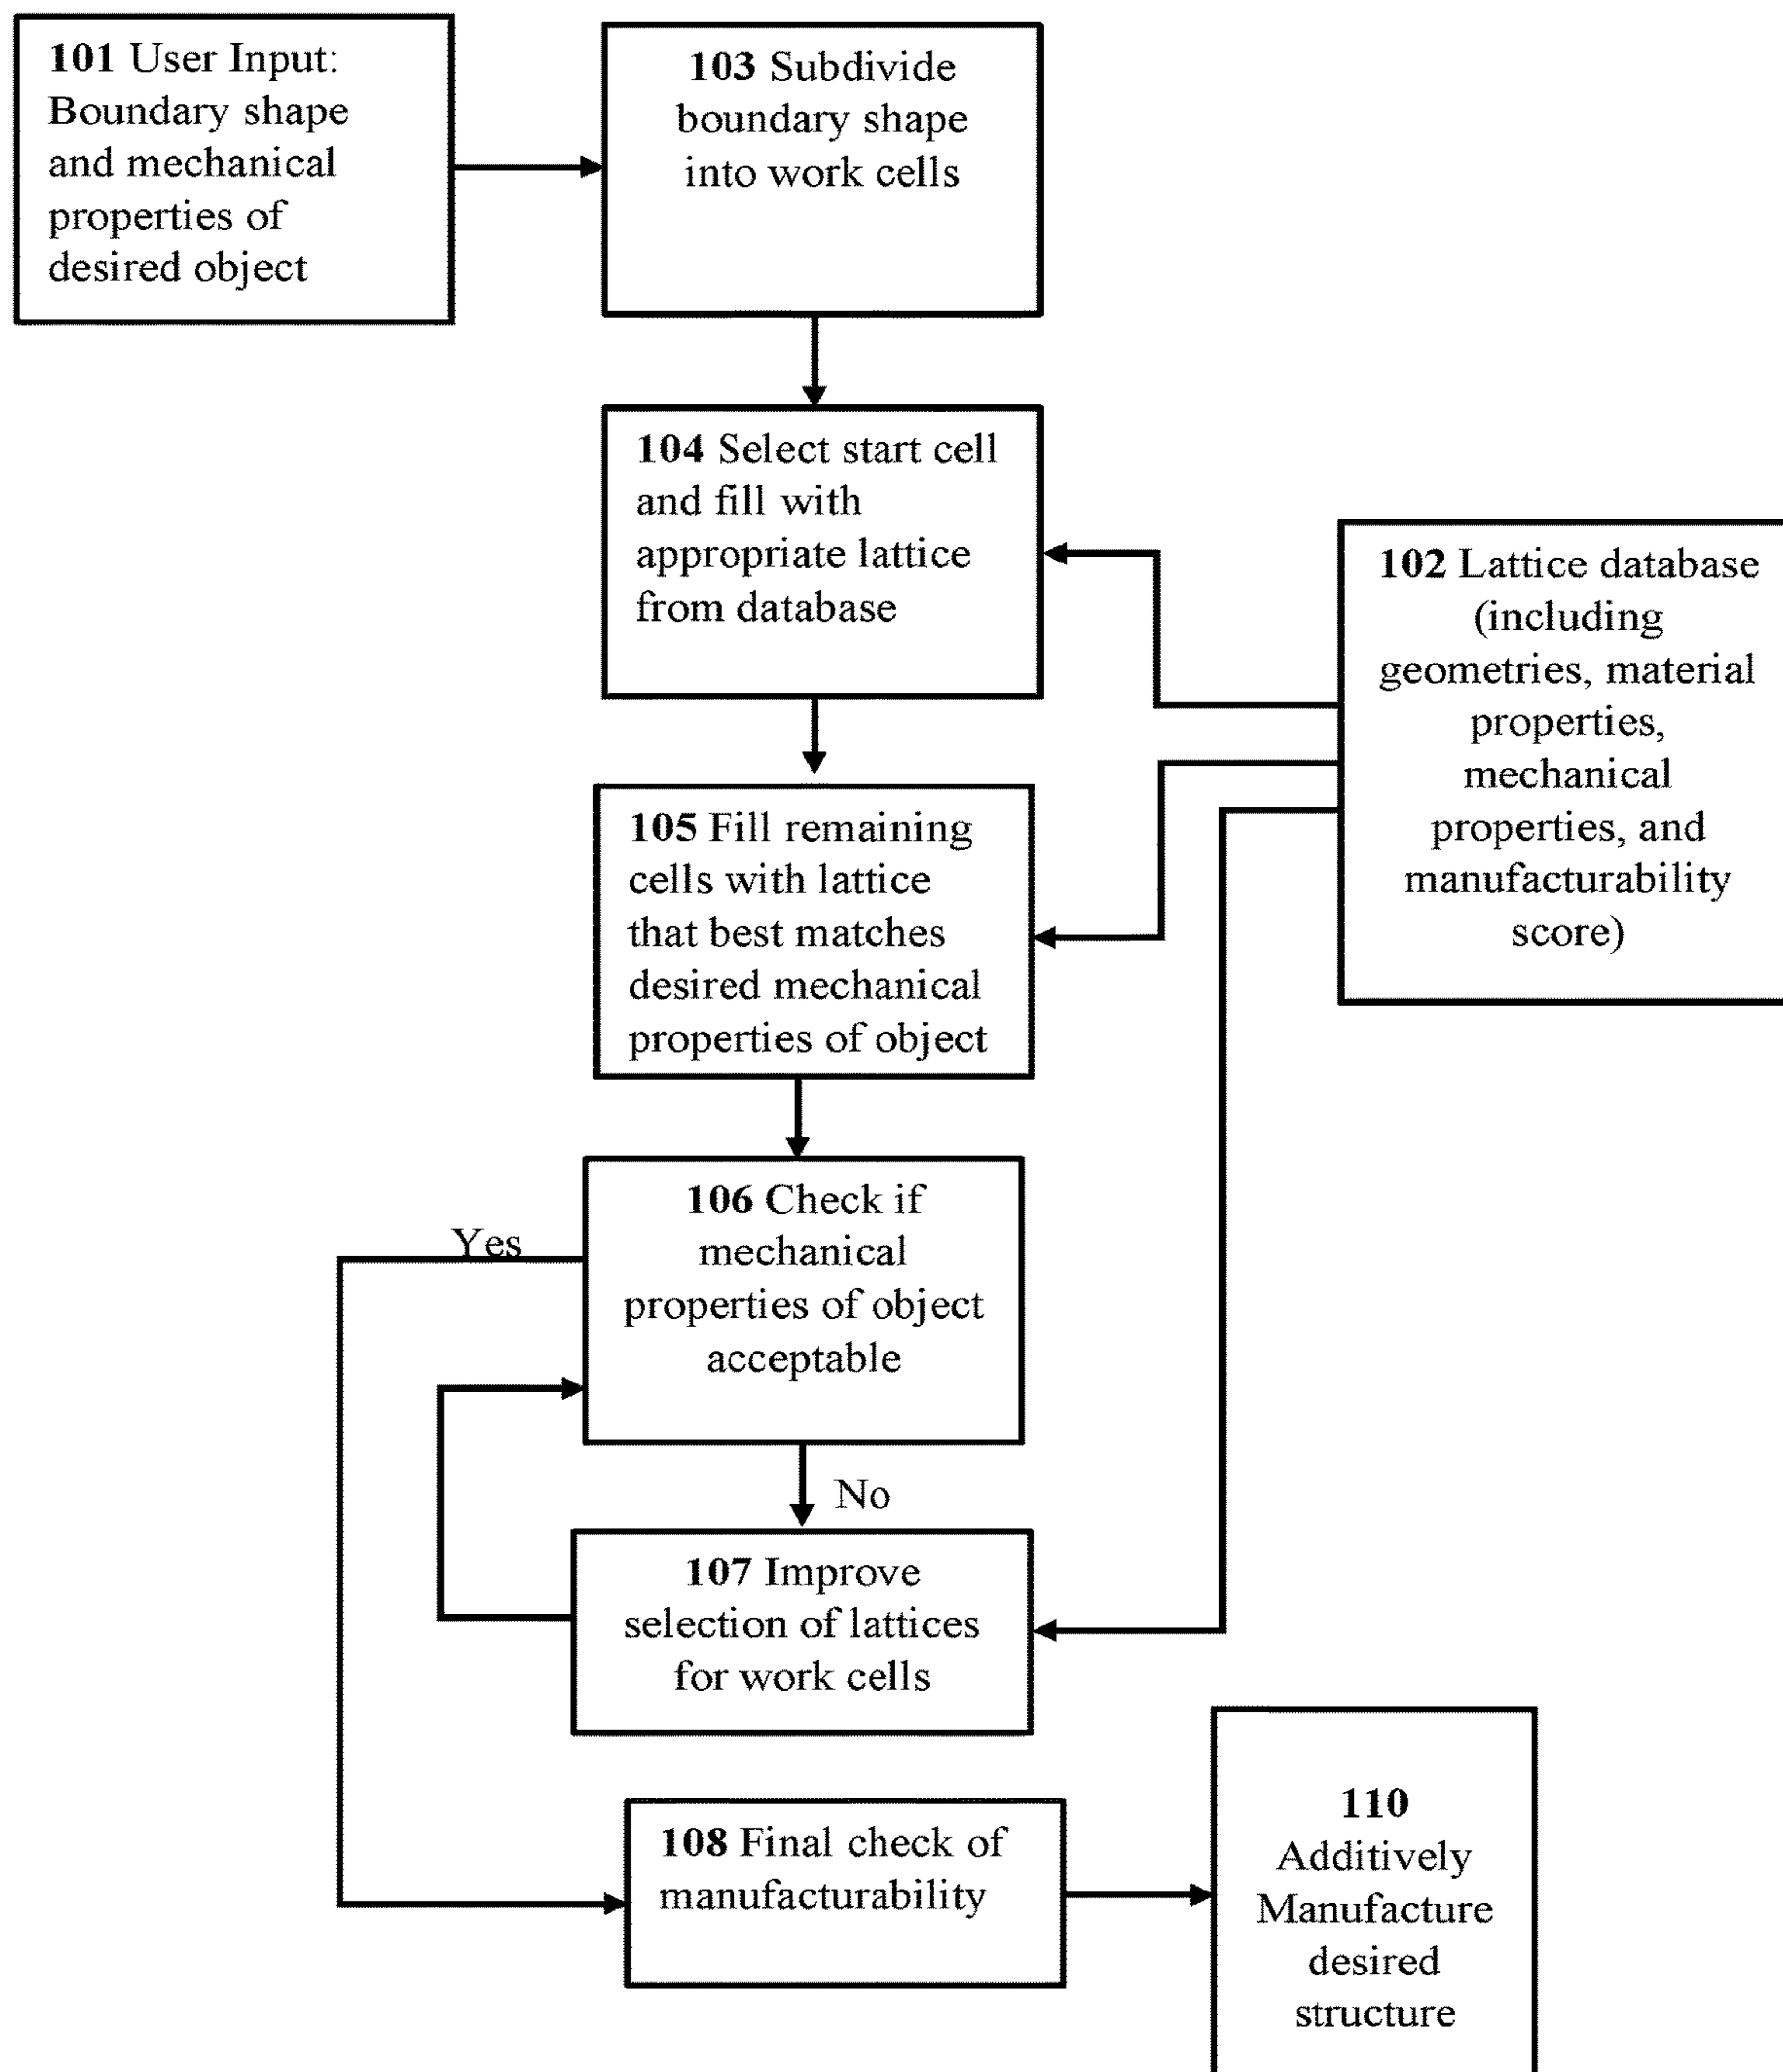 101 User Input:
Boundary shape
and mechanical
properties of
desired object
103 Subdivide
boundary shape
into work cells
104 Select start cell
and fill with
appropriate lattice
from database
102 Lattice database
(including
geometries, material
properties,
mechanical
properties, and
manufacturability
score)
105 Fill remaining
cells with lattice
that best matches
desired mechanical
properties of object
106 Check if
mechanical
properties of object
acceptable
Yes
No
107 Improve
selection of lattices
for work cells
108 Final check of
manufacturability
110
Additively
Manufacture
desired
structure